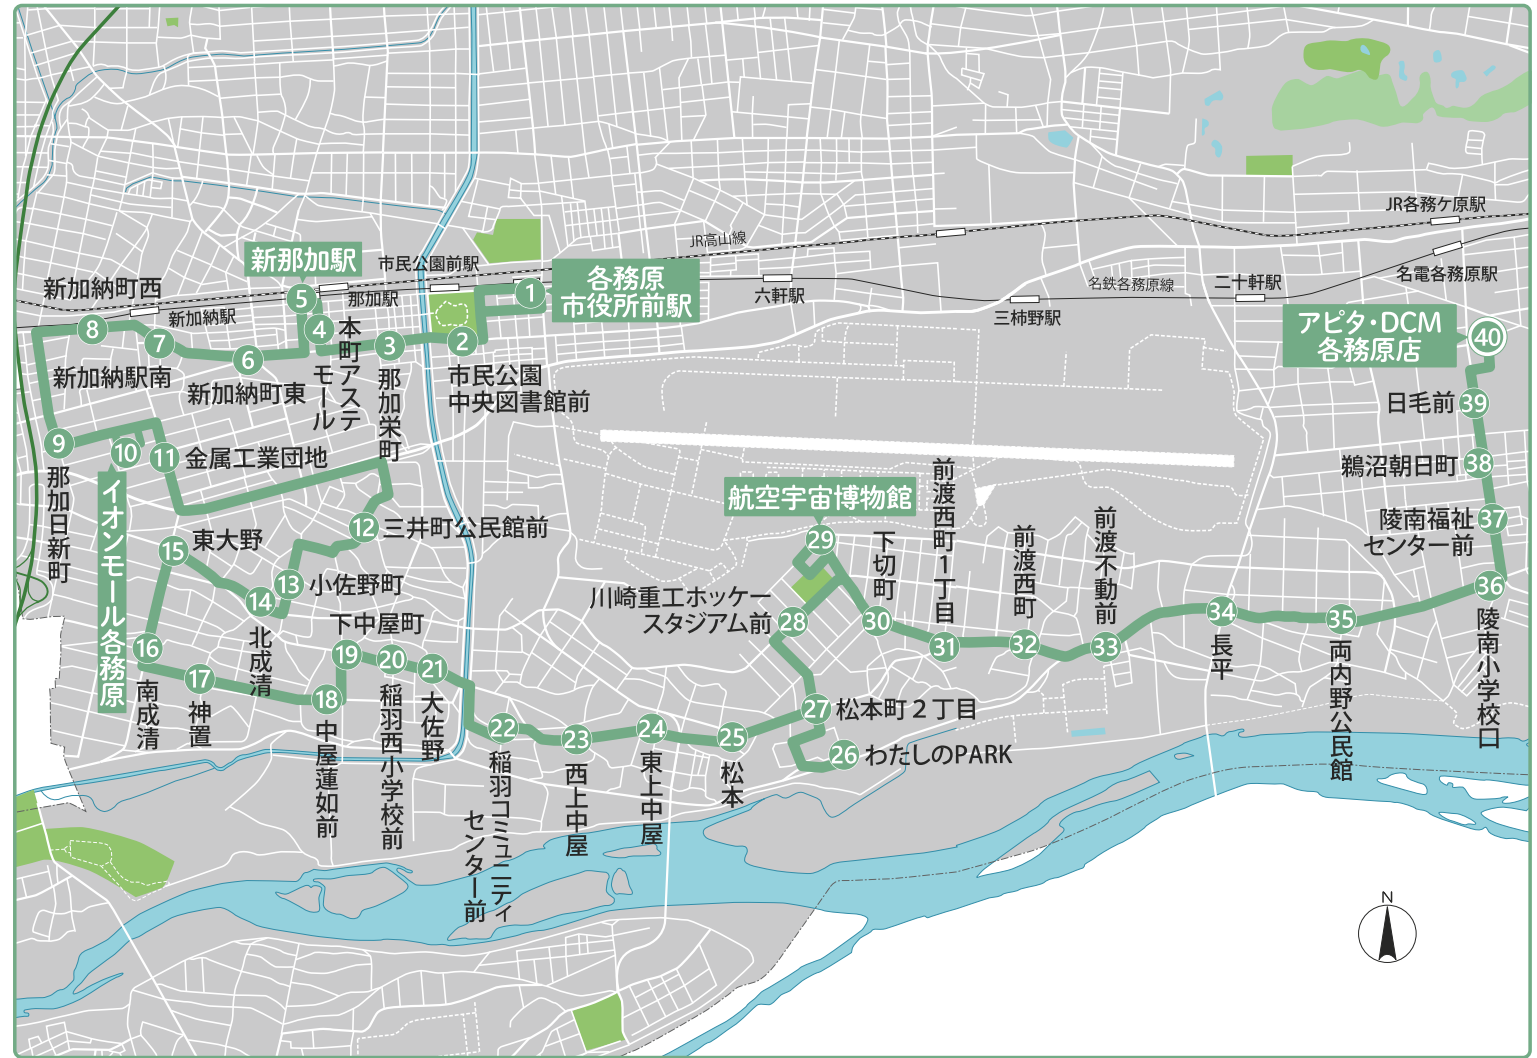 JR各務ケ原駅
JR高山線
新那加駅
市民公園前駅
各務原
市役所前駅
名電各務原駅
新加納町西
那加駅
六軒駅
名鉄各務原線
二十軒駅
新加納駅
三柿野駅
1
5
4
8
7
6
3
2
本町アステ
モール
アピタ・DCM
各務原店
40
新加納駅南
新加納町東
那加栄町
市民公園
中央図書館前
日毛前
39
9
10
11
金属工業団地
鵜沼朝日町
38
那加日新町
イオンモール各務原
航空宇宙博物館
前渡西町1丁目
陵南福祉
センター前
37
12
三井町公民館前
15
東大野
29
下切町
前渡西町
前渡不動前
13
小佐野町
14
北成清
川崎重工ホッケー
スタジアム前
28
30
31
32
33
34
長平
35
両内野公民館
36
陵南小学校口
16
南成清
17
神置
下中屋町
19
20
21
18
中屋蓮如前
稲羽西小学校前
大佐野
22
稲羽コミュニティ
センター前
23
西上中屋
24
東上中屋
25
松本
27
松本町2丁目
26
わたしのPARK
N